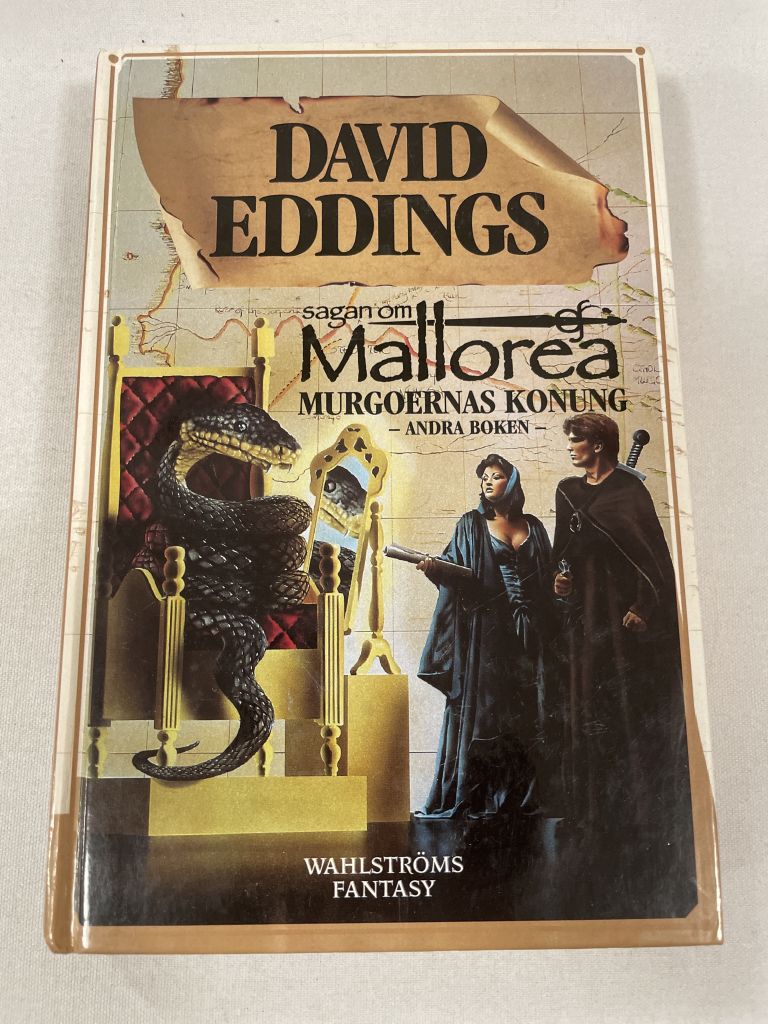 DAVID
EDDINGS
sagan om
Mallorea
MURGOERNAS KONUNG
– ANDRA BOKEN –
WAHLSTRÖMS
FANTASY